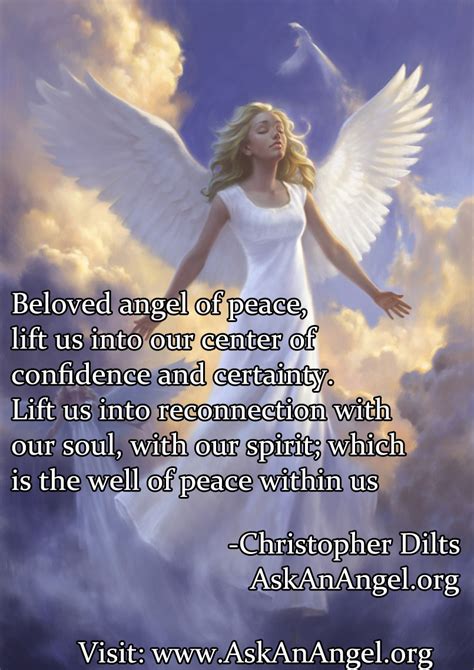 Beloved angel of peace,
lift us into our center of
confidence and certainty.
Lift us into reconnection with
our soul, with our spirit; which
is the well of peace within us
-Christopher Dilts
AskAnAngel.org
Visit: www.AskAnAngel.org